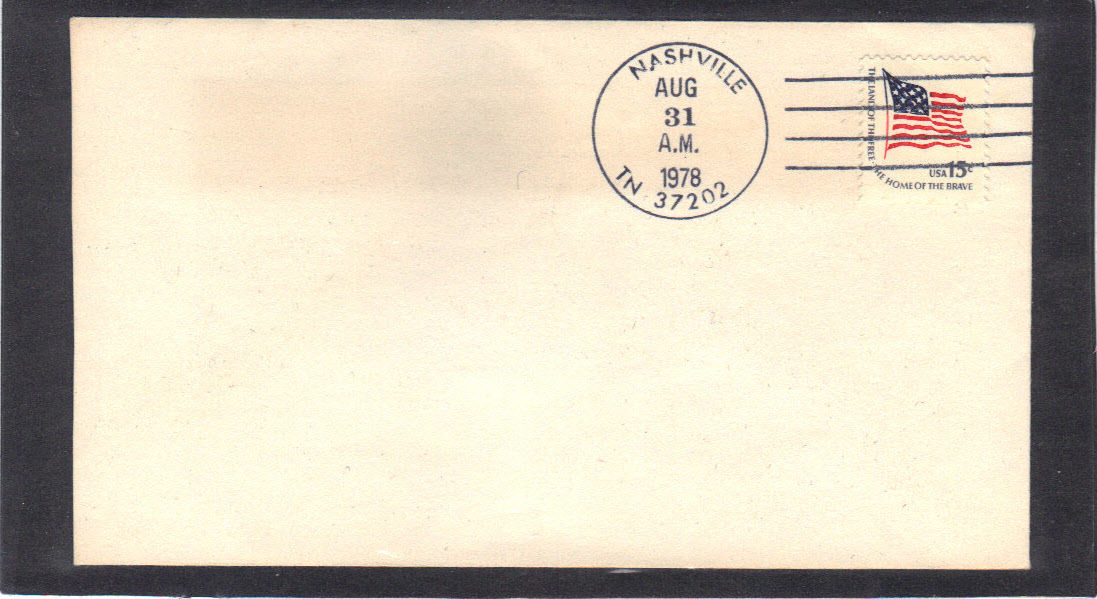 NASHVILLE
AUG
31
A.M.
1978
TN 37202
THE LAND OF THE FREE · THE HOME OF THE BRAVE
USA 15c